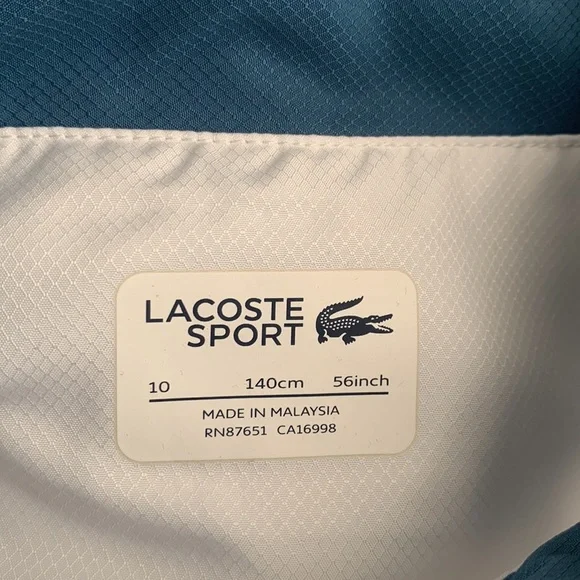 LACOSTE
SPORT
10 140cm 56inch
MADE IN MALAYSIA
RN87651 CA16998